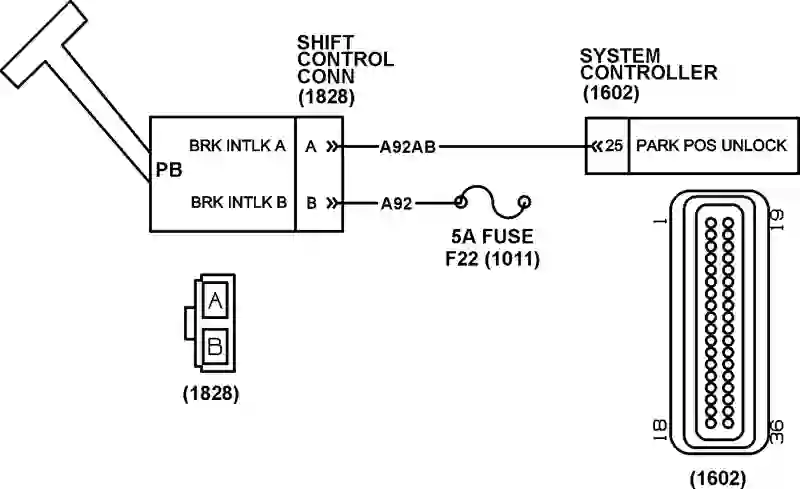 SHIFT
CONTROL
CONN
(1828)
SYSTEM
CONTROLLER
(1602)
PB
BRK INTLK A
A
A92AB
25
PARK POS UNLOCK
BRK INTLK B
B
A92
5A FUSE
F22 (1011)
A
B
(1828)
1
19
18
36
(1602)